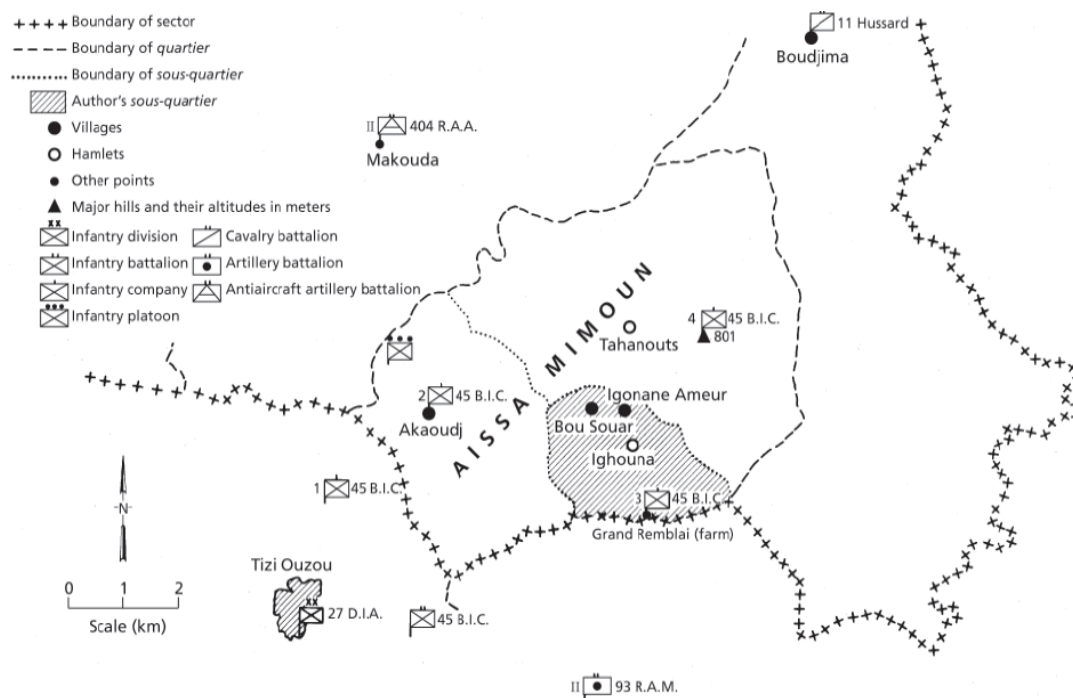 Boundary of sector
Boundary of quartier
Boundary of sous-quartier
Author's sous-quartier
Villages
Hamlets
Other points
Major hills and their altitudes in meters
Infantry division
Cavalry battalion
Infantry battalion
Artillery battalion
Infantry company
Antiaircraft artillery battalion
Infantry platoon
11 Hussard
Boudjima
II 404 R.A.A.
Makouda
AISSA MIMOUN
4 45 B.I.C.
801
Tahanouts
2 45 B.I.C.
Akaoudj
Igonane Ameur
Bou Souar
Ighouna
1 45 B.I.C.
3 45 B.I.C.
Grand Remblai (farm)
N
0 1 2
Scale (km)
Tizi Ouzou
27 D.I.A.
45 B.I.C.
II 93 R.A.M.